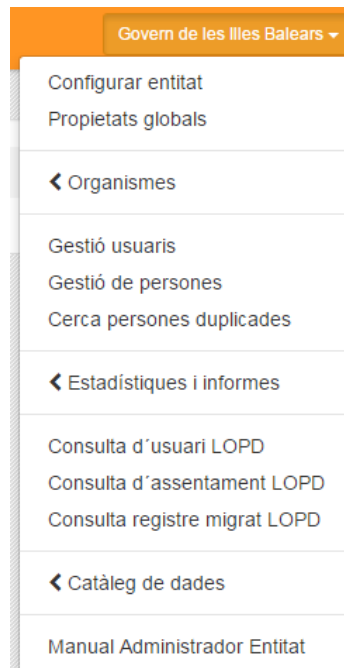 Govern de les Illes Balears
Configurar entitat
Propietats globals
Organismes
Gestió usuaris
Gestió de persones
Cerca persones duplicades
Estadístiques i informes
Consulta d´usuari LOPD
Consulta d´assentament LOPD
Consulta registre migrat LOPD
Catàleg de dades
Manual Administrador Entitat